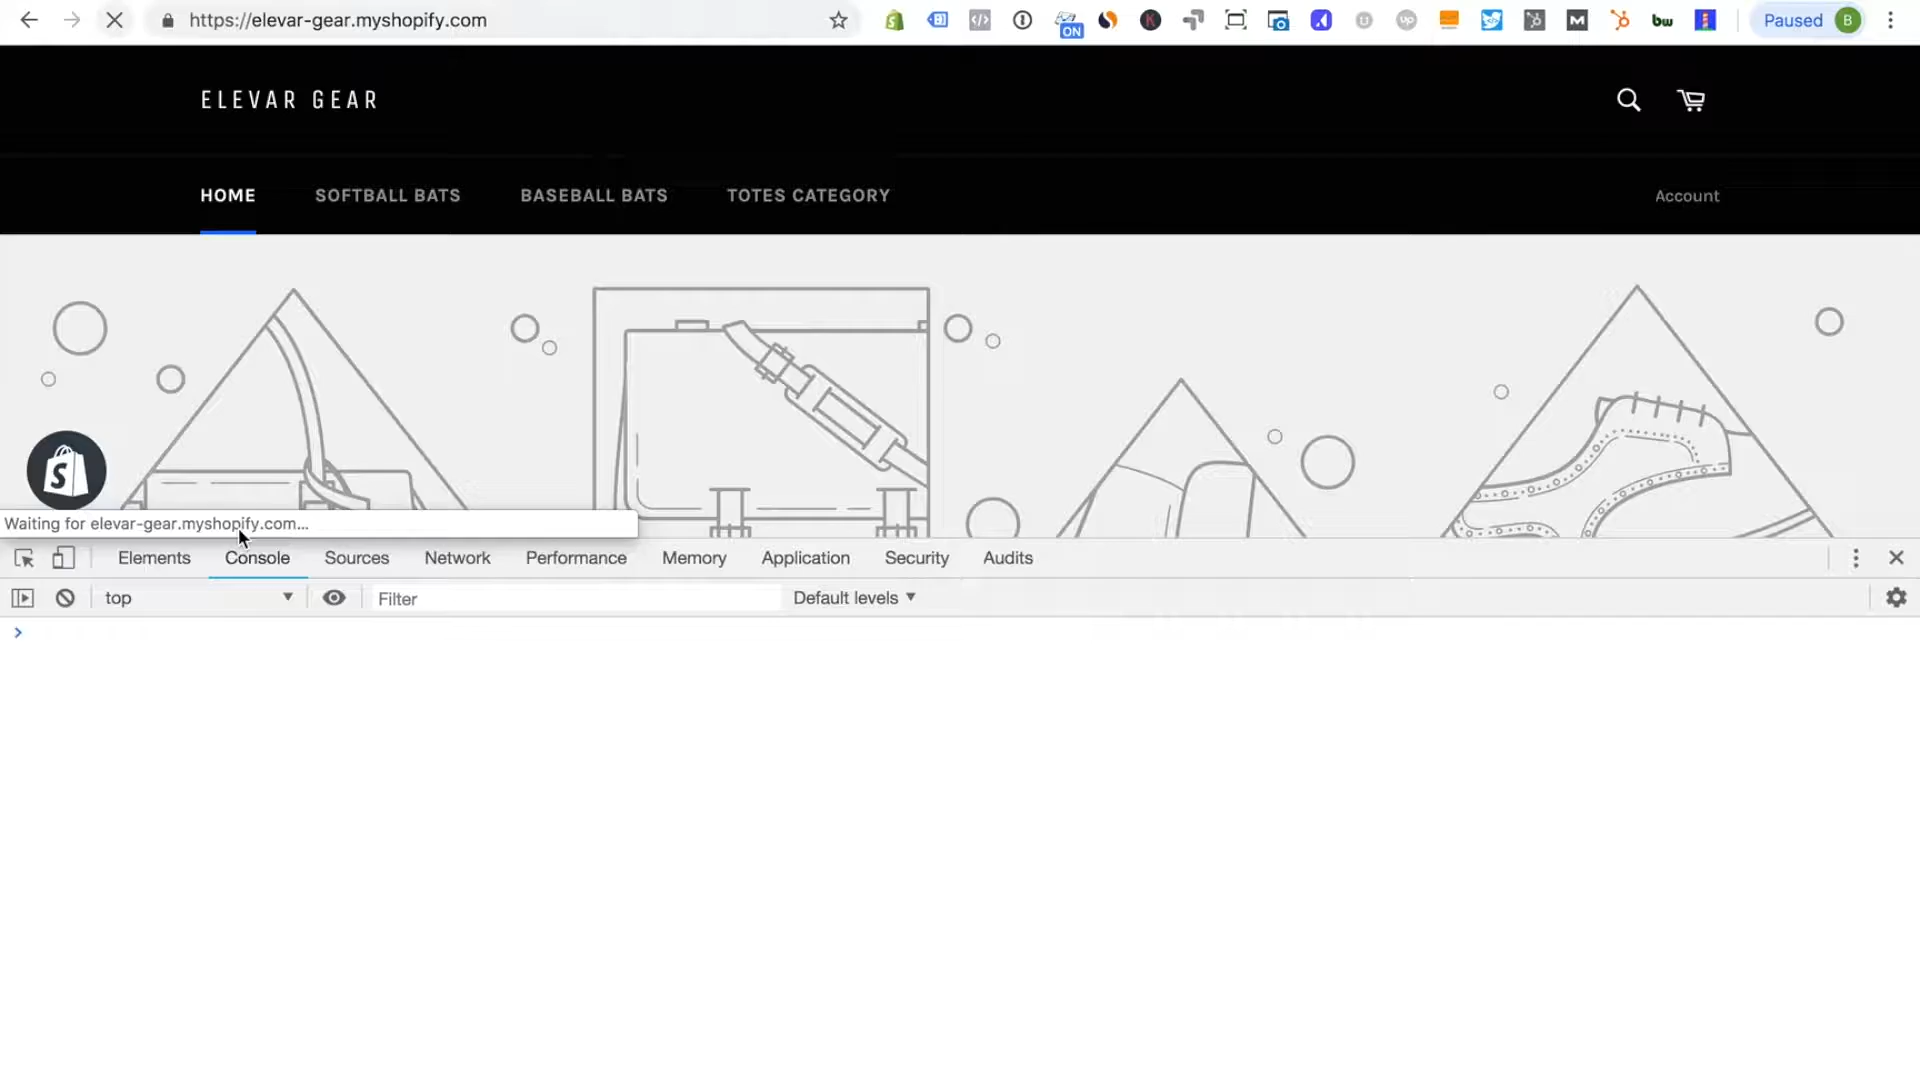 https://elevar-gear.myshopify.com
ON
Paused B
ELEVAR GEAR
HOME SOFTBALL BATS BASEBALL BATS TOTES CATEGORY Account
Waiting for elevar-gear.myshopify.com...
Elements Console Sources Network Performance Memory Application Security Audits
top Filter Default levels